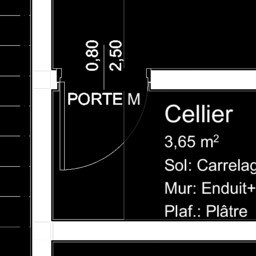 0,80
2,50
PORTE M
Cellier
3,65 m²
Sol: Carrelag
Mur: Enduit+
Plaf.: Plâtre